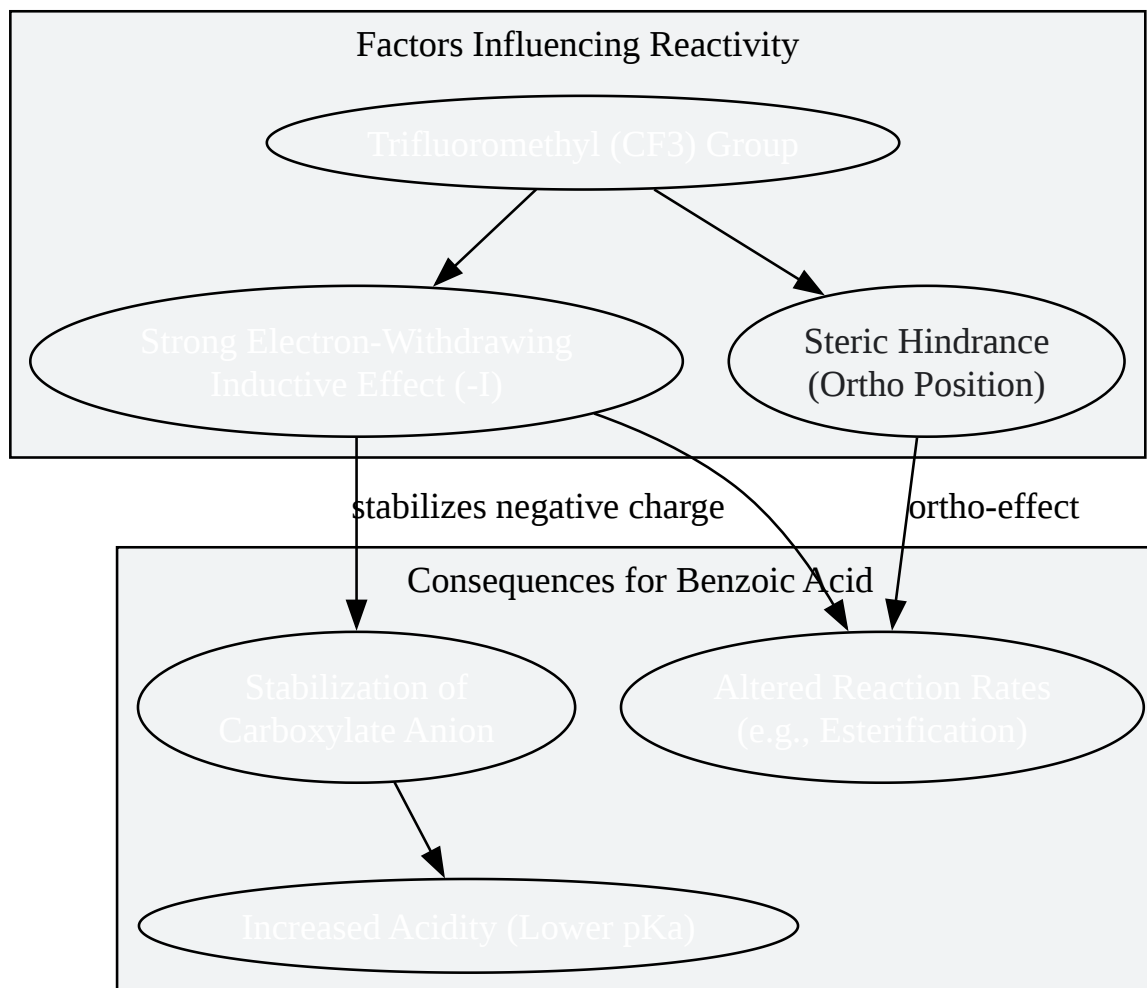 Factors Influencing Reactivity
Trifluoromethyl (CF3) Group
Strong Electron-Withdrawing
Inductive Effect (-I)
Steric Hindrance
(Ortho Position)
stabilizes negative charge
ortho-effect
Consequences for Benzoic Acid
Stabilization of
Carboxylate Anion
Altered Reaction Rates
(e.g., Esterification)
Increased Acidity (Lower pKa)